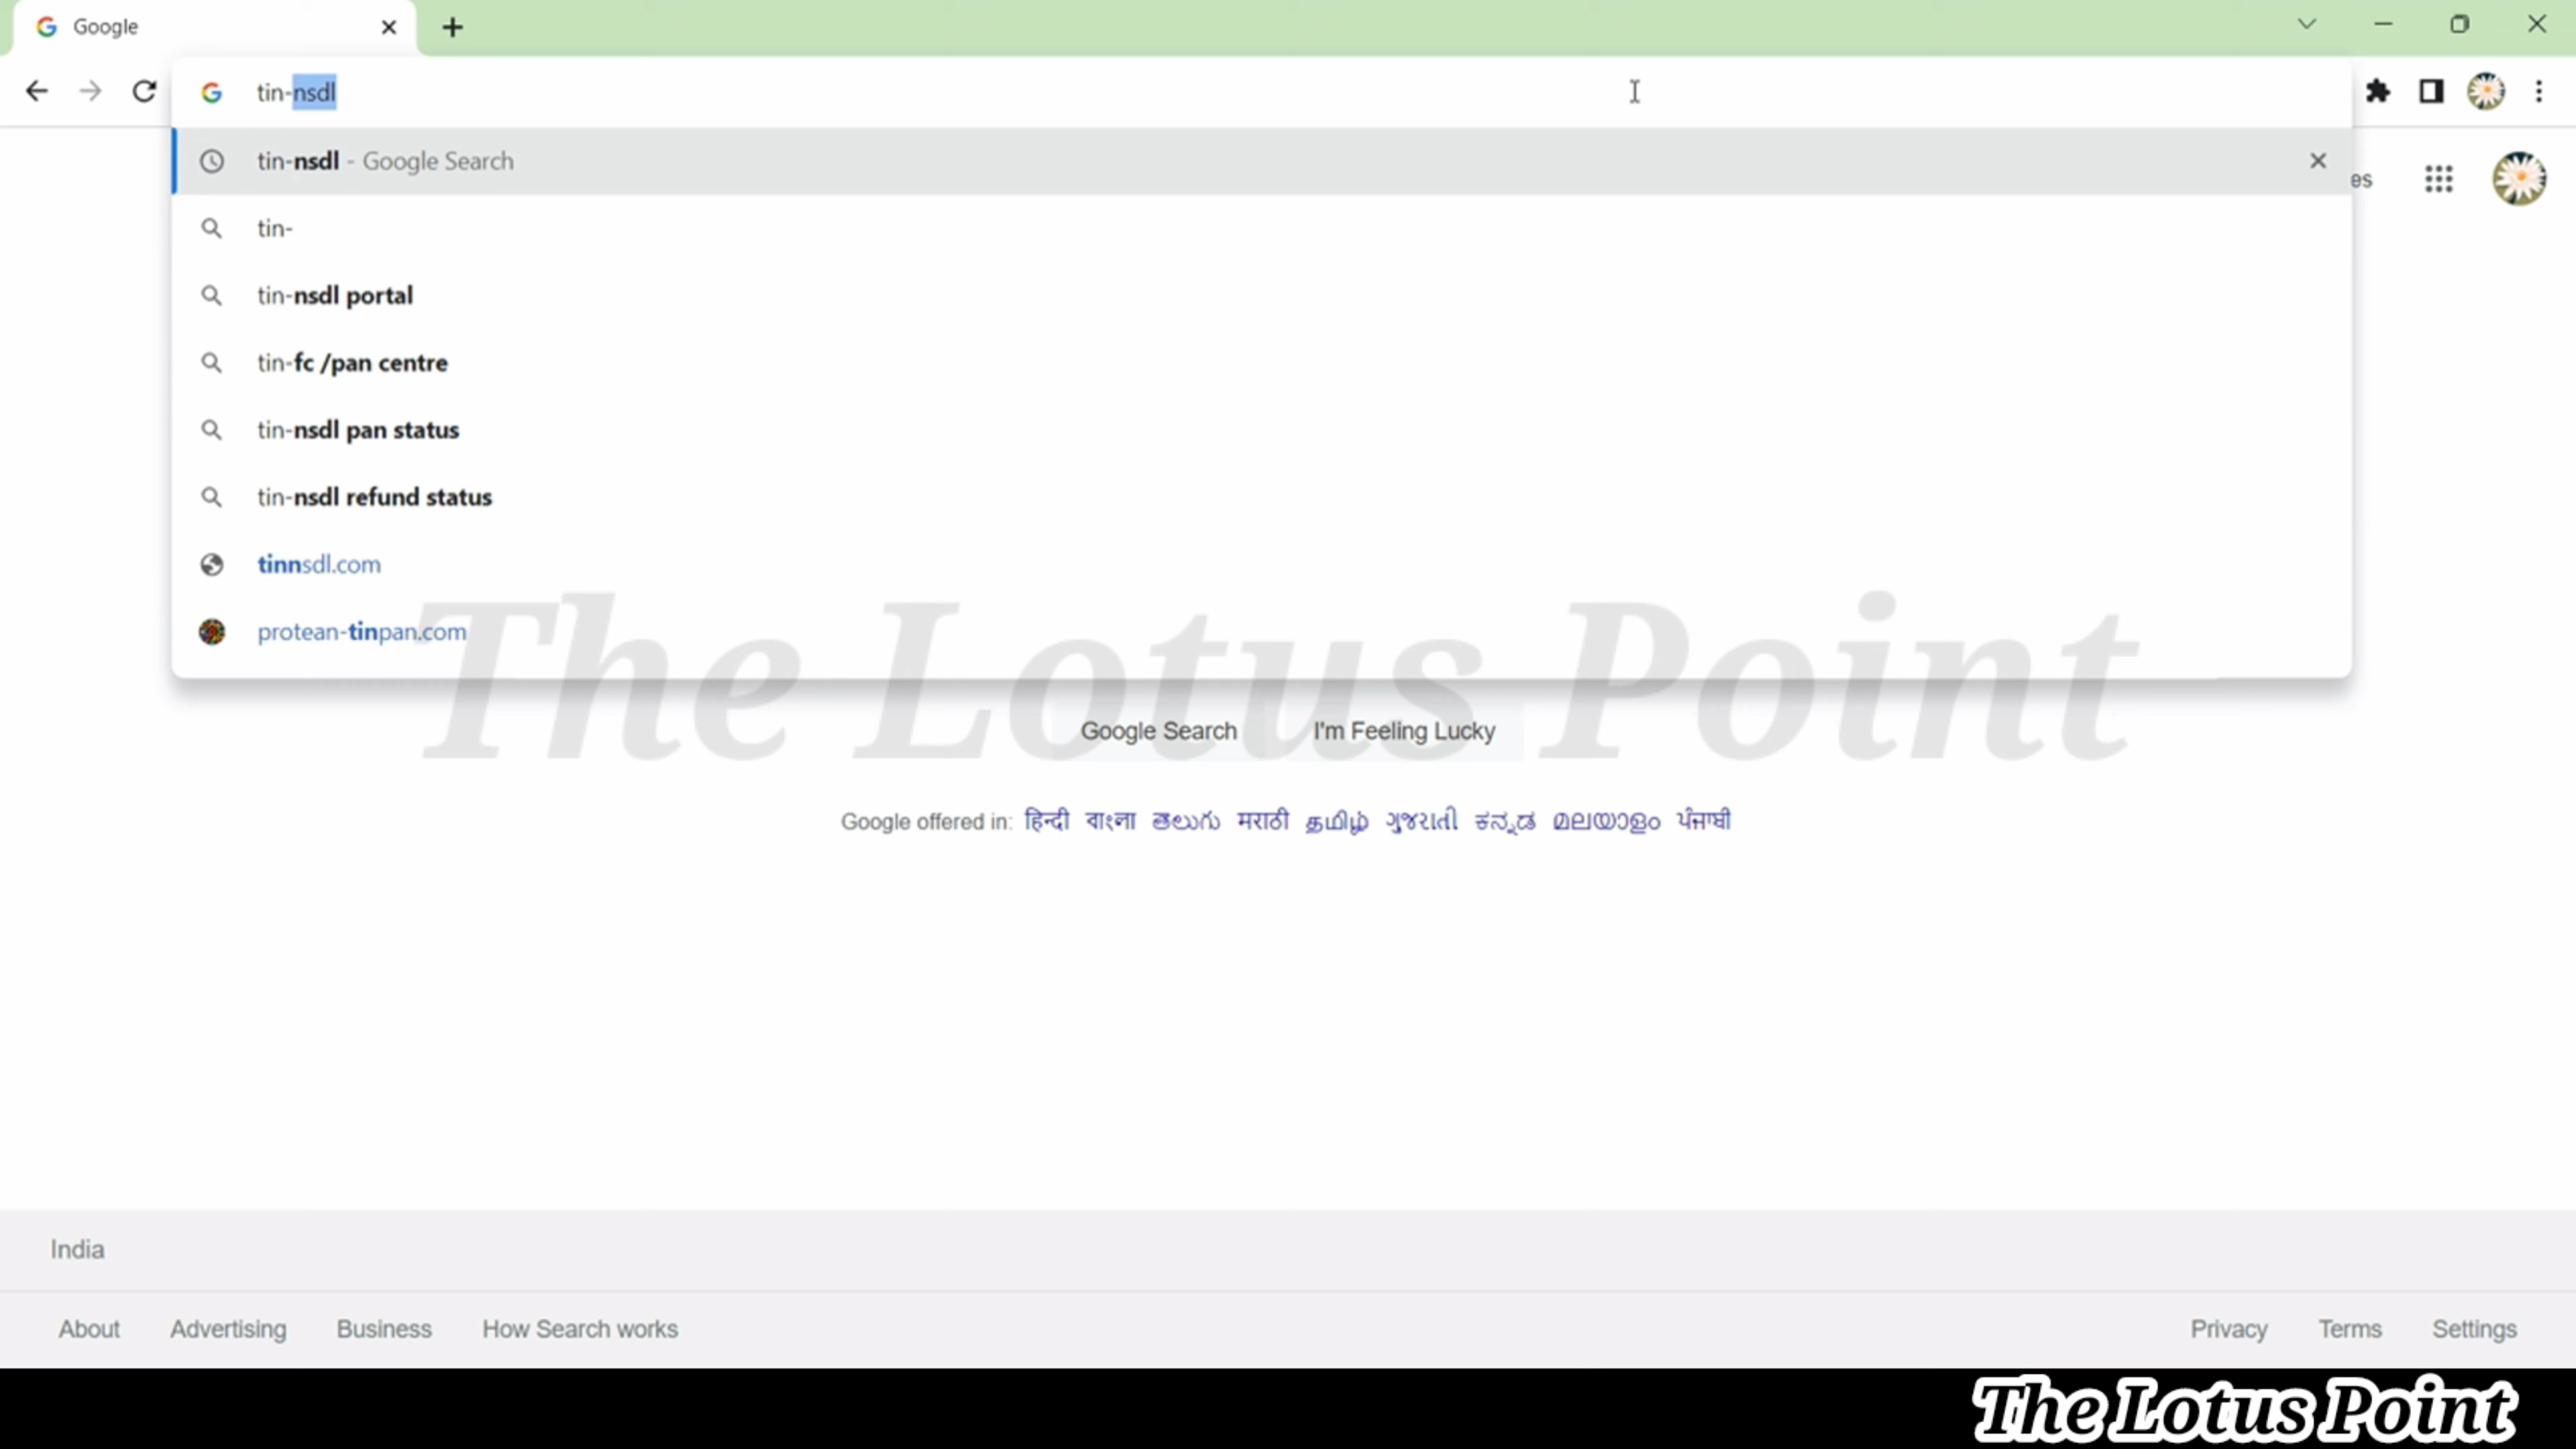 Google
tin-nsdl
tin-nsdl - Google Search
es
tin-
tin-nsdl portal
tin-fc /pan centre
tin-nsdl pan status
tin-nsdl refund status
tinnsdl.com
protean-tinpan.com
The Lotus Point
Google Search I'm Feeling Lucky
Google offered in: हिन्दी বাংলা తెలుగు मराठी தமிழ் ગુજરાતી ಕನ್ನಡ മലയാളം ਪੰਜਾਬੀ
India
About Advertising Business How Search works Privacy Terms Settings
The Lotus Point